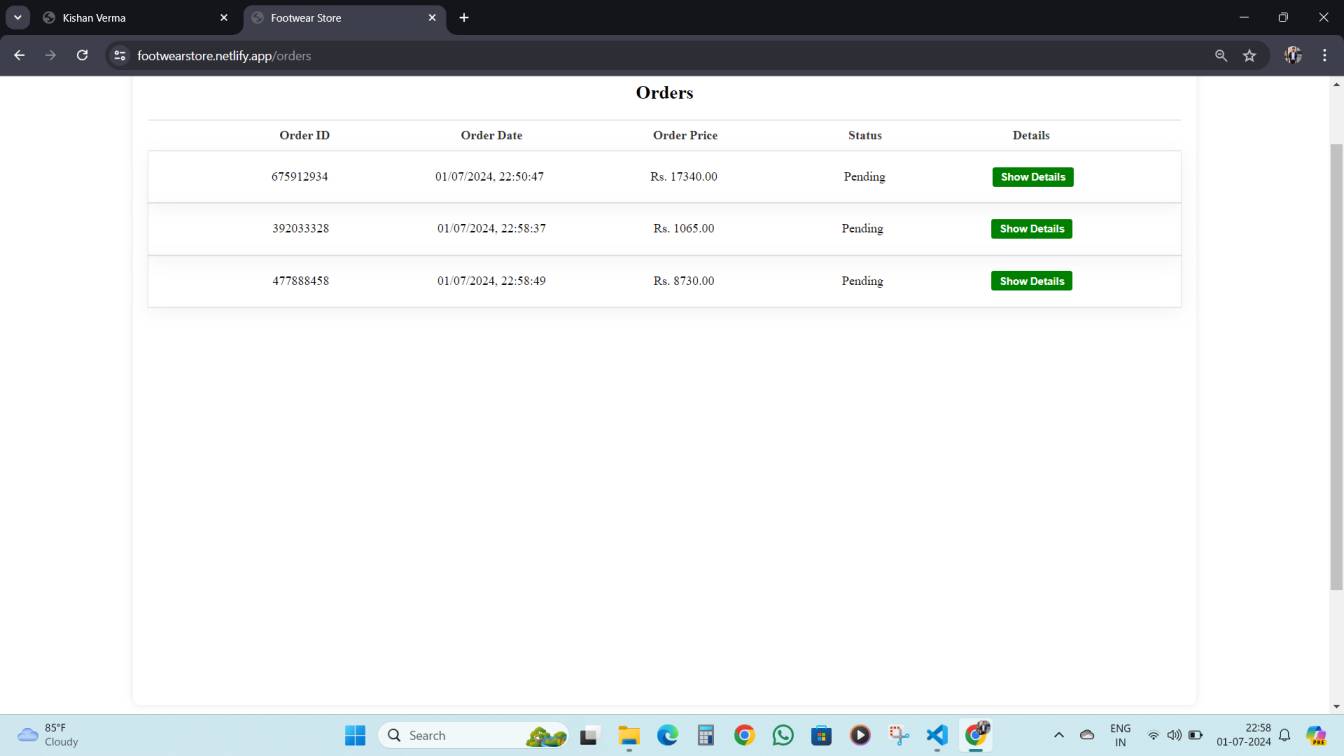 Kishan Verma
Footwear Store
footwearstore.netlify.app/orders
Orders
Order ID Order Date Order Price Status Details
675912934 01/07/2024, 22:50:47 Rs. 17340.00 Pending Show Details
392033328 01/07/2024, 22:58:37 Rs. 1065.00 Pending Show Details
477888458 01/07/2024, 22:58:49 Rs. 8730.00 Pending Show Details
85°F
Cloudy
Search
ENG
IN
22:58
01-07-2024
PRE